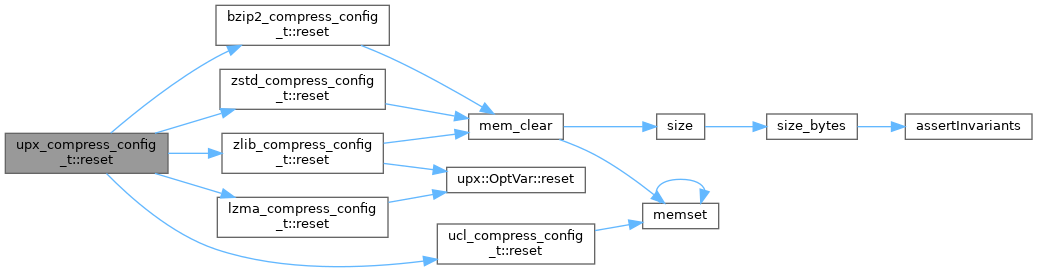 bzip2_compress_config
_t::reset
zstd_compress_config
_t::reset
mem_clear
size
size_bytes
assertInvariants
upx_compress_config
_t::reset
zlib_compress_config
_t::reset
upx::OptVar::reset
lzma_compress_config
_t::reset
memset
ucl_compress_config
_t::reset